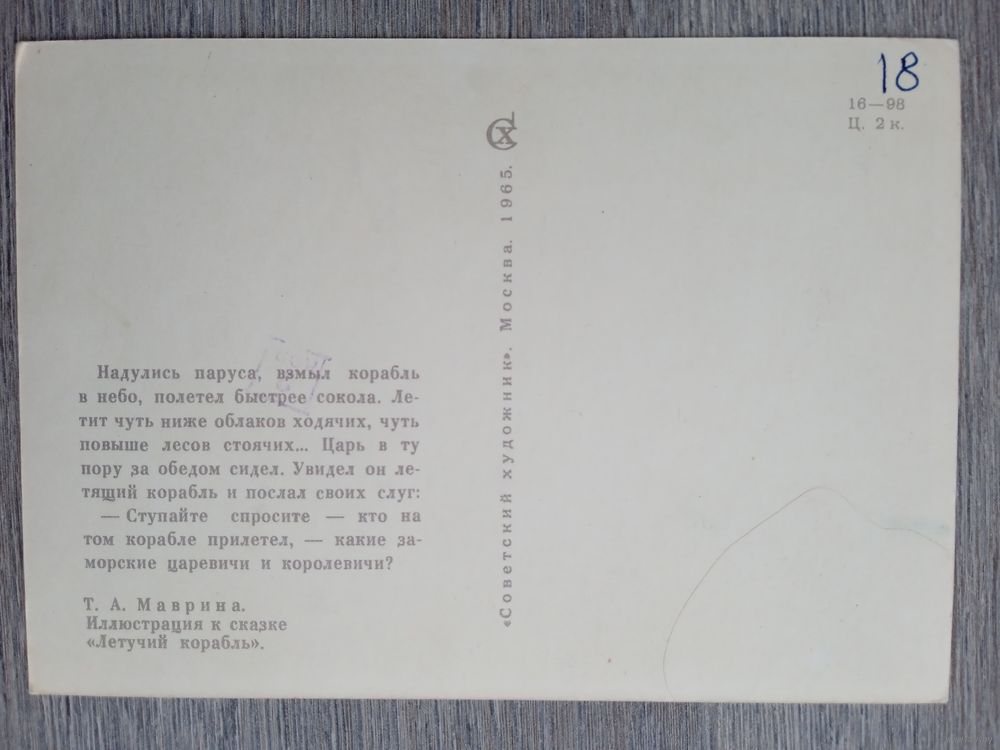 18
16—98
Ц. 2 к.
СХ
«Советский художник». Москва. 1965.
Надулись паруса, взмыл корабль
в небо, полетел быстрее сокола. Ле-
тит чуть ниже облаков ходячих, чуть
повыше лесов стоячих... Царь в ту
пору за обедом сидел. Увидел он ле-
тящий корабль и послал своих слуг:
— Ступайте спросите — кто на
том корабле прилетел, — какие за-
морские царевичи и королевичи?
Т. А. Маврина.
Иллюстрация к сказке
«Летучий корабль».